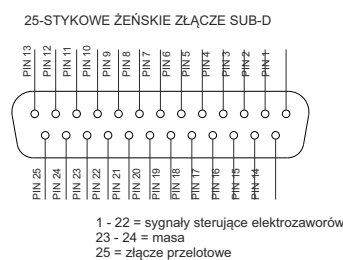 25-STYKOWE ŻEŃSKIE ZŁĄCZE SUB-D
PIN 13
PIN 12
PIN 11
PIN 10
PIN 9
PIN 8
PIN 7
PIN 6
PIN 5
PIN 4
PIN 3
PIN 2
PIN 1
PIN 25
PIN 24
PIN 23
PIN 22
PIN 21
PIN 20
PIN 19
PIN 18
PIN 17
PIN 16
PIN 15
PIN 14
1 - 22 = sygnały sterujące elektrozaworów
23 - 24 = masa
25 = złącze przelotowe